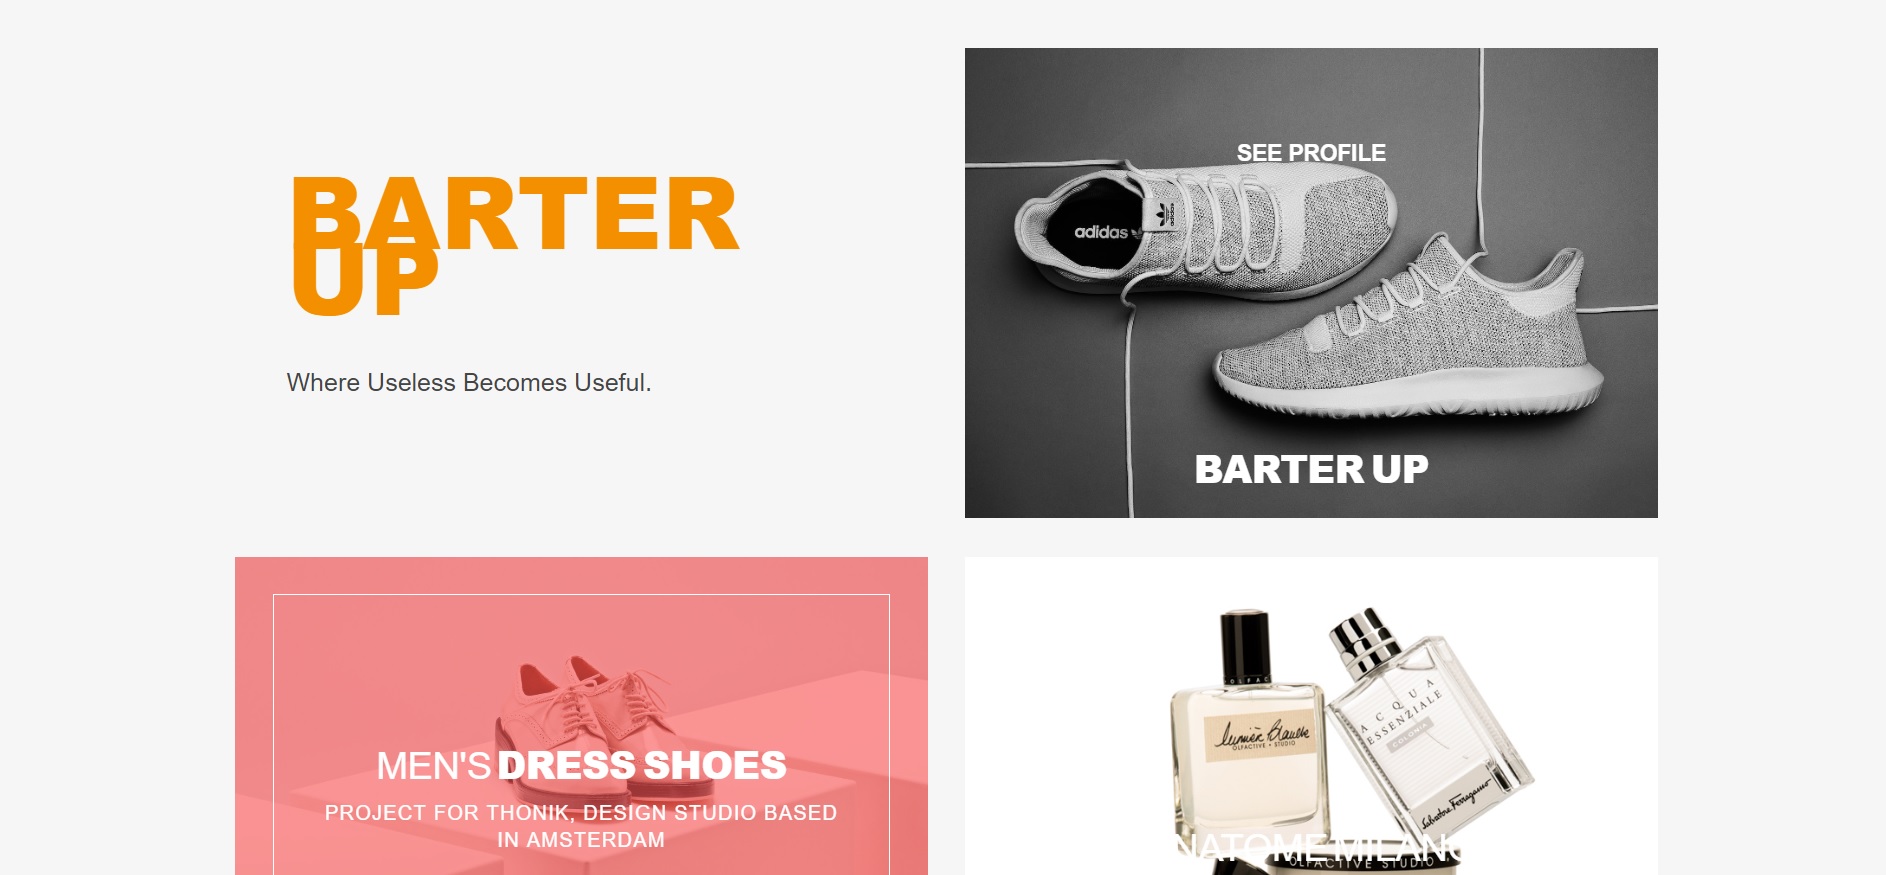 BARTER
UP
Where Useless Becomes Useful.
SEE PROFILE
adidas
adidas
BARTER UP
MEN'S DRESS SHOES
PROJECT FOR THONIK, DESIGN STUDIO BASED
IN AMSTERDAM
lumière blanche
OLFACTIVE • STUDIO
ACQUA
ESSENZIALE
COLONIA
Salvatore Ferragamo
NATOME MILANO
OLFACTIVE STUDIO